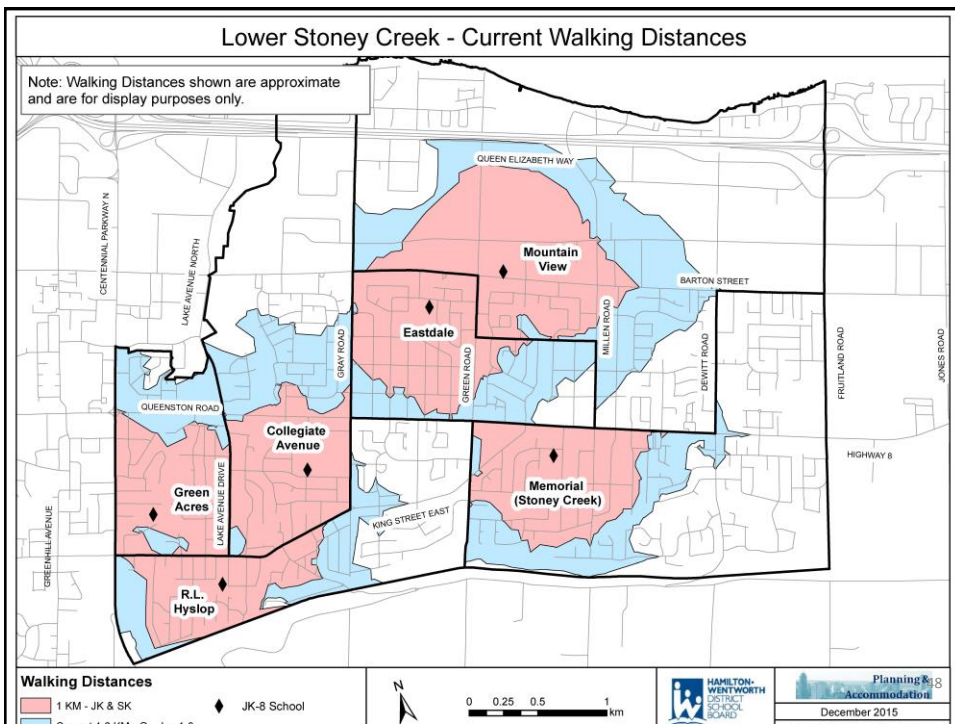 Lower Stoney Creek - Current Walking Distances
Note: Walking Distances shown are approximate
and are for display purposes only.
QUEEN ELIZABETH WAY
CENTENNIAL PARKWAY N
LAKE AVENUE NORTH
Mountain
View
BARTON STREET
Eastdale
GRAY ROAD
GREEN ROAD
MILLEN ROAD
DEWITT ROAD
FRUITLAND ROAD
JONES ROAD
QUEENSTON ROAD
Collegiate
Avenue
HIGHWAY 8
Green
Acres
LAKE AVENUE DRIVE
Memorial
(Stoney Creek)
KING STREET EAST
GREENHILL AVENUE
R.L.
Hyslop
Walking Distances
1 KM - JK & SK
JK-8 School
N
0 0.25 0.5 1
km
HAMILTON-
WENTWORTH
DISTRICT
SCHOOL
BOARD
Planning &
Accommodation
48
December 2015